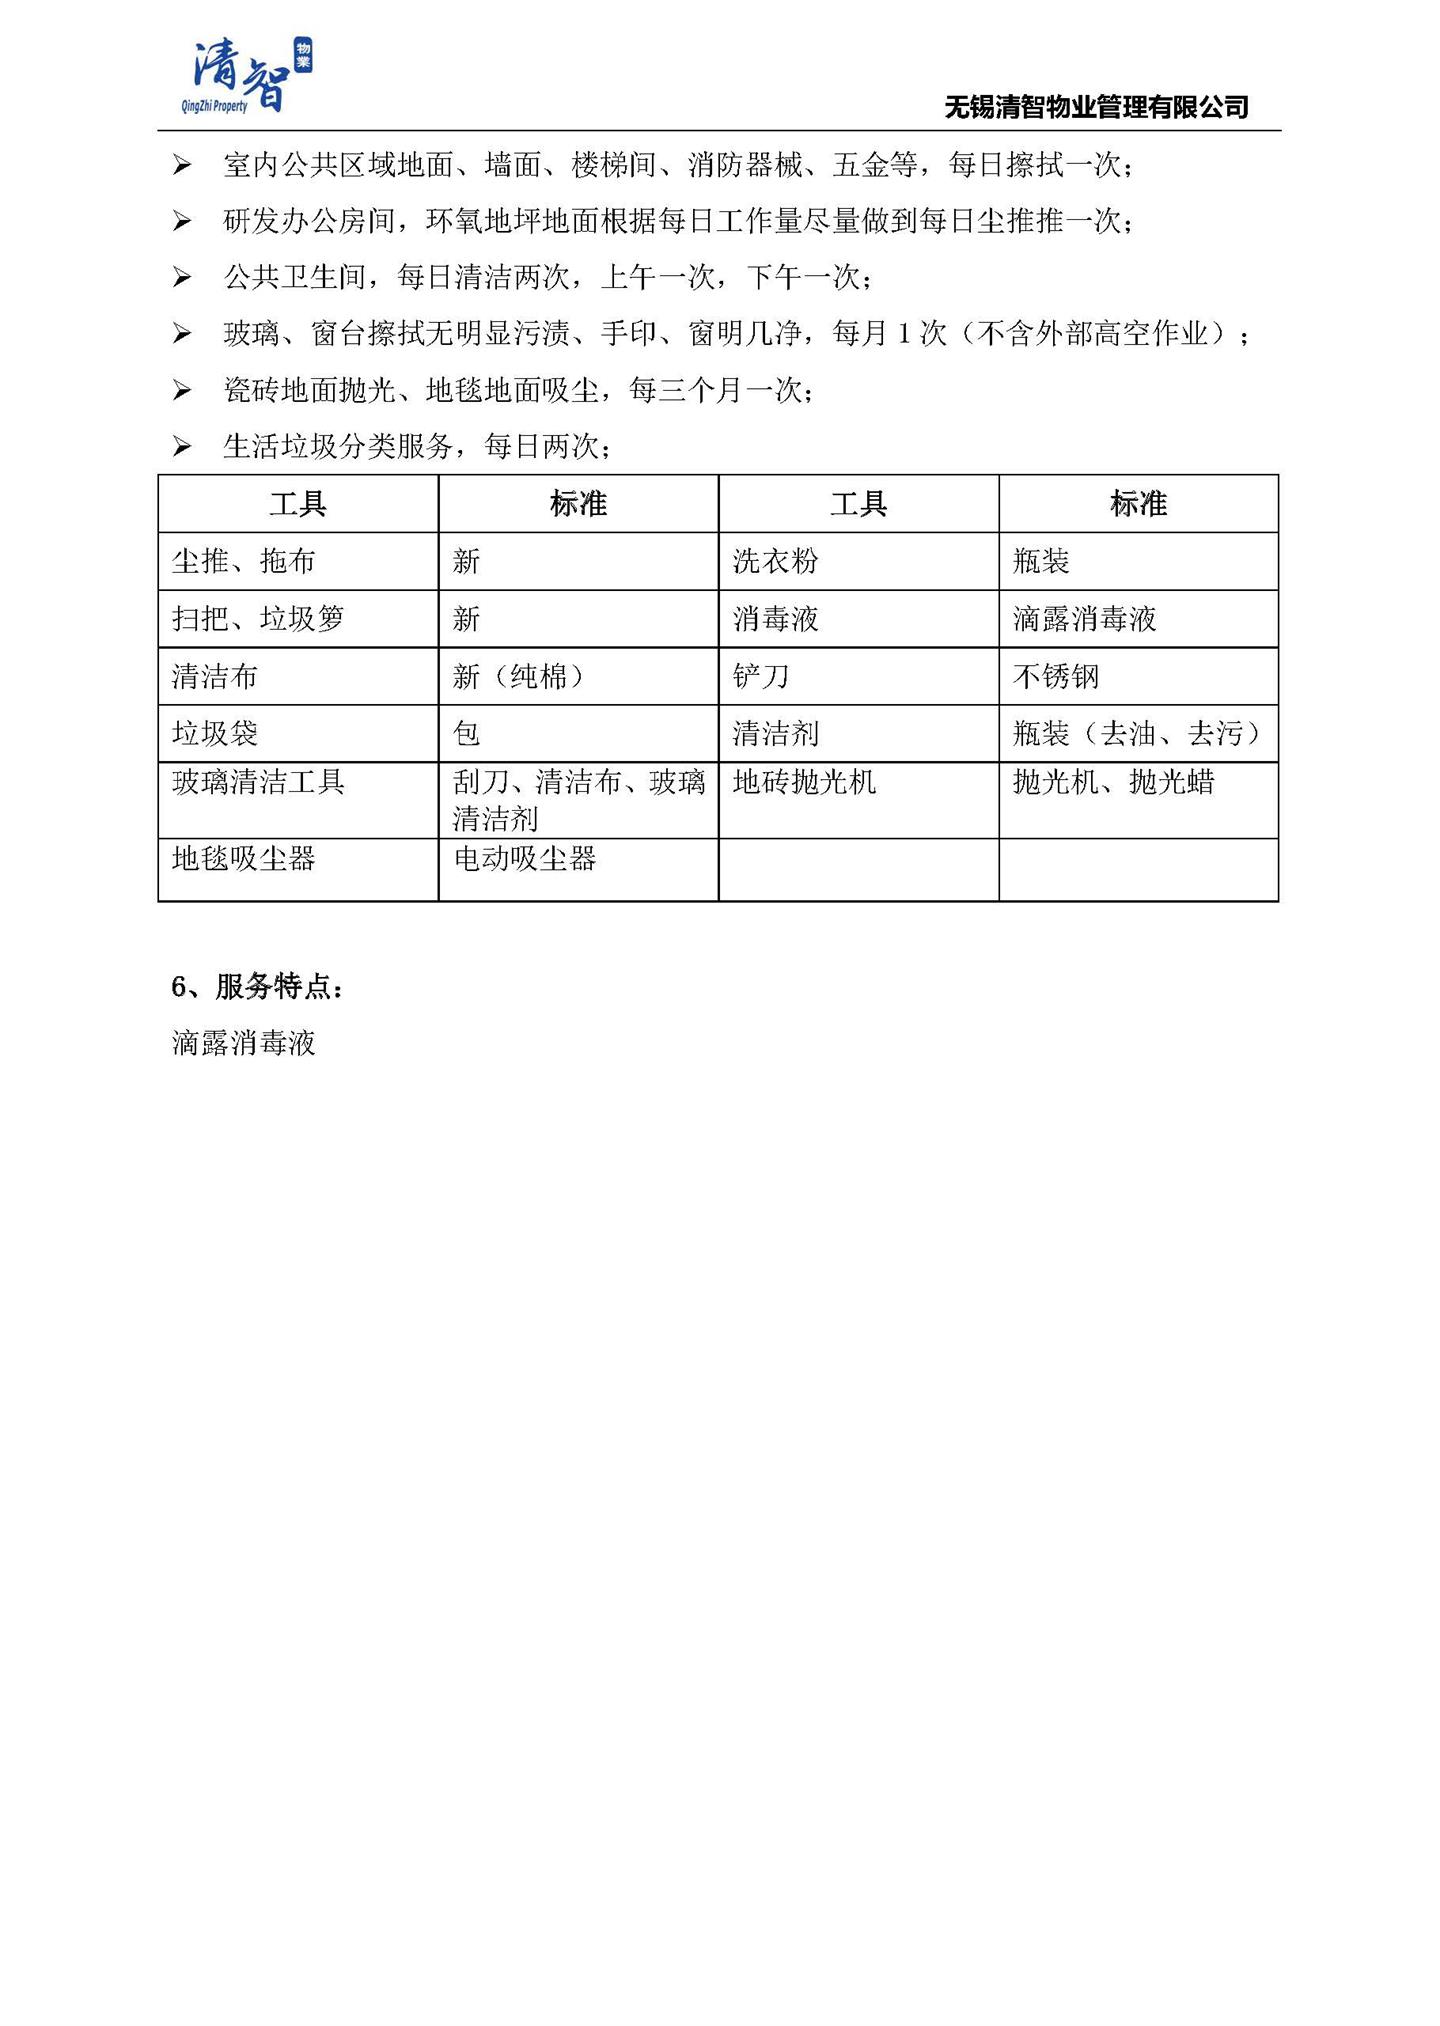 清智
物業
QingZhi Property
无锡清智物业管理有限公司
➢ 室内公共区域地面、墙面、楼梯间、消防器械、五金等，每日擦拭一次；
➢ 研发办公房间，环氧地坪地面根据每日工作量尽量做到每日尘推推一次；
➢ 公共卫生间，每日清洁两次，上午一次，下午一次；
➢ 玻璃、窗台擦拭无明显污渍、手印、窗明几净，每月 1 次（不含外部高空作业）；
➢ 瓷砖地面抛光、地毯地面吸尘，每三个月一次；
➢ 生活垃圾分类服务，每日两次；
工具 标准 工具 标准
尘推、拖布 新 洗衣粉 瓶装
扫把、垃圾箩 新 消毒液 滴露消毒液
清洁布 新（纯棉） 铲刀 不锈钢
垃圾袋 包 清洁剂 瓶装（去油、去污）
玻璃清洁工具 刮刀、清洁布、玻璃 地砖抛光机 抛光机、抛光蜡
清洁剂
地毯吸尘器 电动吸尘器
6、服务特点：
滴露消毒液